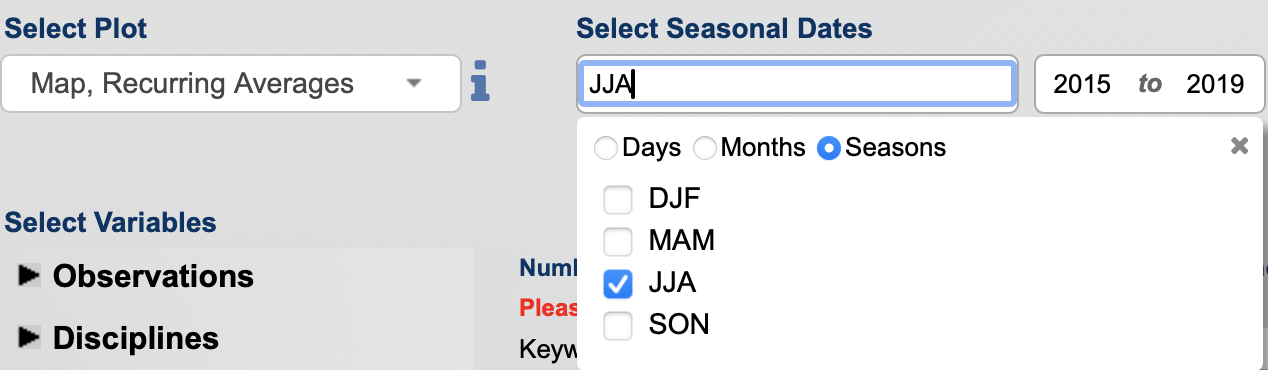 Select Plot
Select Seasonal Dates
Map, Recurring Averages
JJA
2015 to 2019
Days Months Seasons
DJF
MAM
JJA
SON
Select Variables
Observations
Disciplines
Keyw